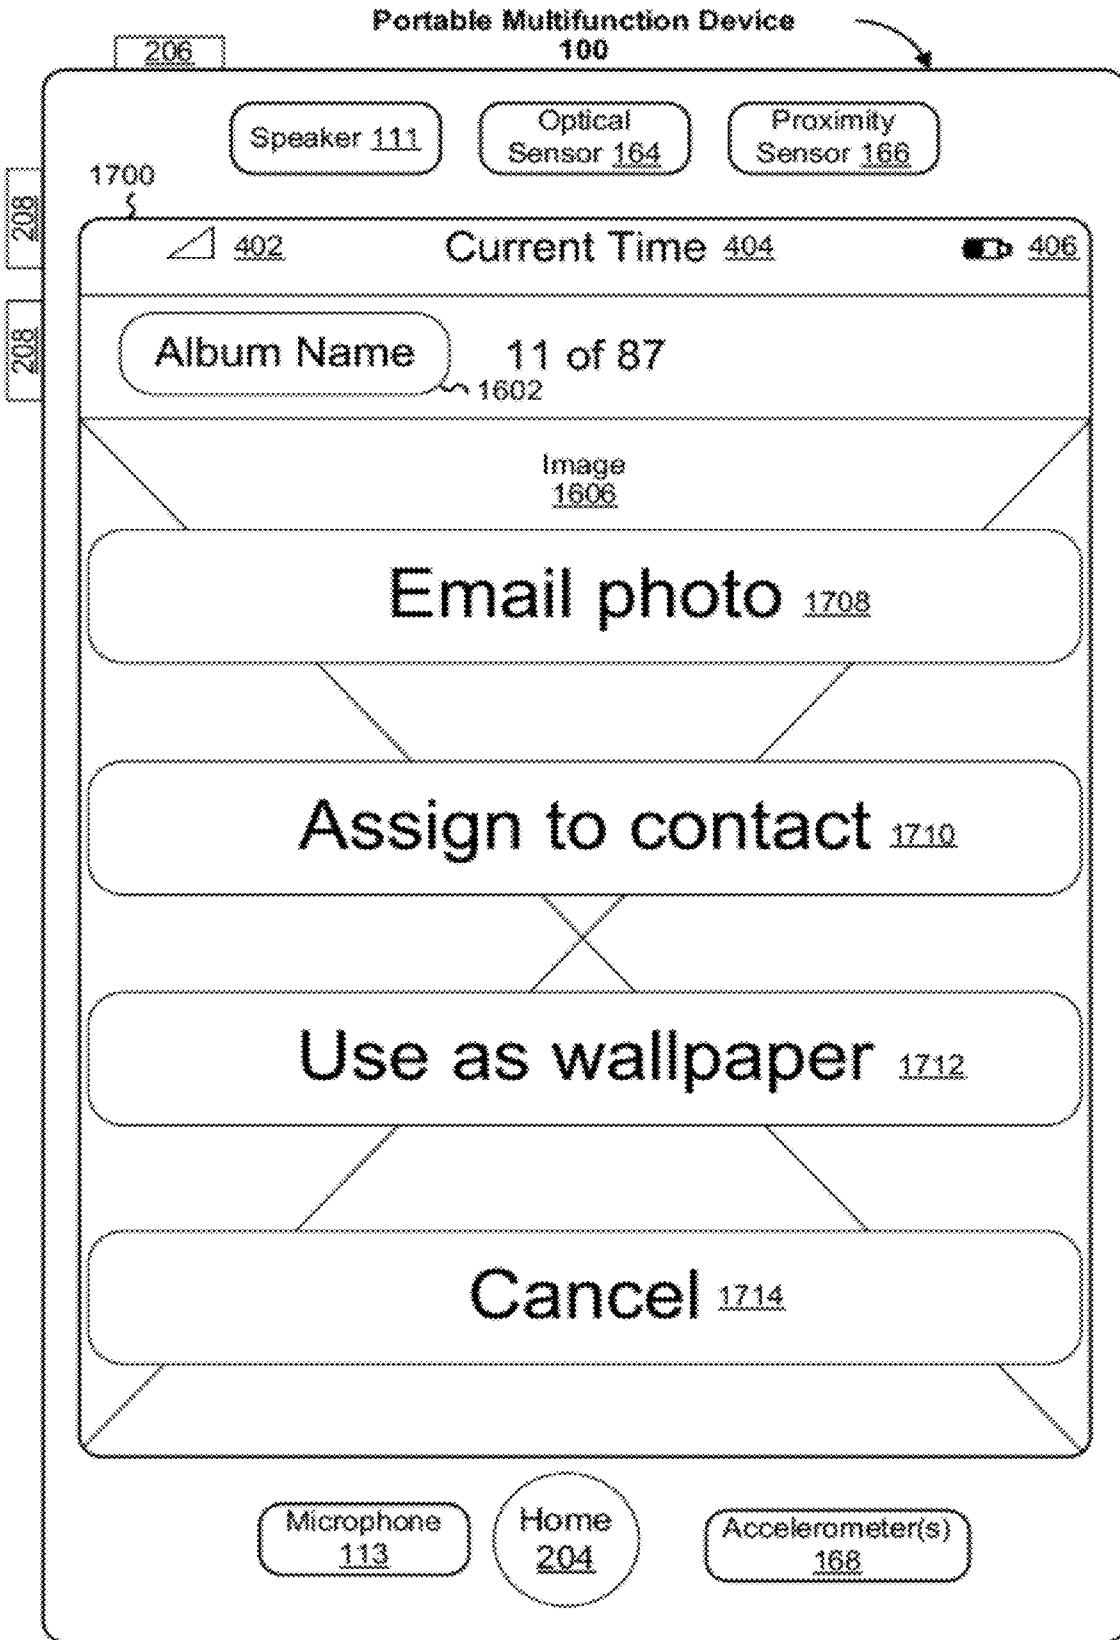 Portable Multifunction Device
100
206
Speaker 111
Optical
Sensor 164
Proximity
Sensor 166
1700
208
402
Current Time 404
406
208
Album Name
11 of 87
1602
Image
1606
Email photo 1708
Assign to contact 1710
Use as wallpaper 1712
Cancel 1714
Microphone
113
Home
204
Accelerometer(s)
168